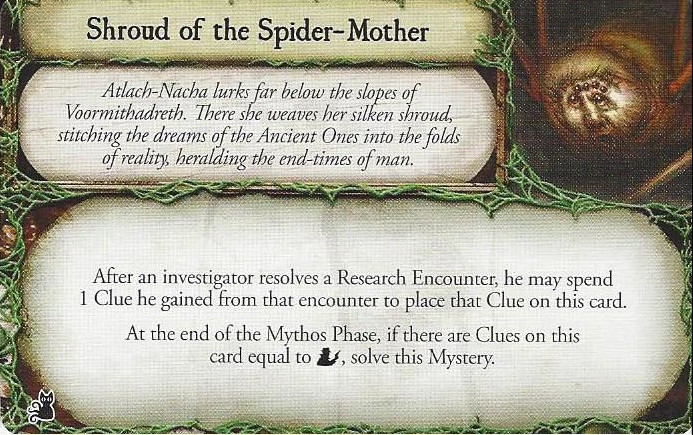 Shroud of the Spider-Mother
Atlach-Nacha lurks far below the slopes of
Voormithadreth. There she weaves her silken shroud,
stitching the dreams of the Ancient Ones into the folds
of reality, heralding the end-times of man.
After an investigator resolves a Research Encounter, he may spend
1 Clue he gained from that encounter to place that Clue on this card.
At the end of the Mythos Phase, if there are Clues on this
card equal to , solve this Mystery.